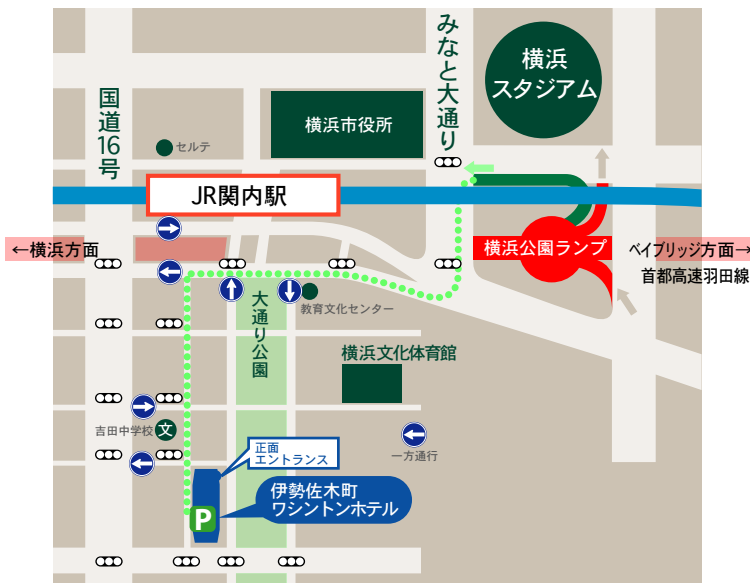 みなと大通り
横浜
スタジアム
国道16号
セルテ
横浜市役所
JR関内駅
←横浜方面
横浜公園ランプ
ベイブリッジ方面→
首都高速羽田線
大通り公園
教育文化センター
横浜文化体育館
吉田中学校
文
一方通行
正面
エントランス
伊勢佐木町
ワシントンホテル
P